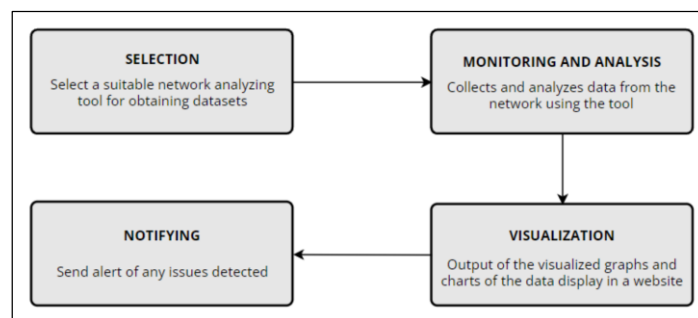 SELECTION
Select a suitable network analyzing
tool for obtaining datasets
MONITORING AND ANALYSIS
Collects and analyzes data from the
network using the tool
NOTIFYING
Send alert of any issues detected
VISUALIZATION
Output of the visualized graphs and
charts of the data display in a website